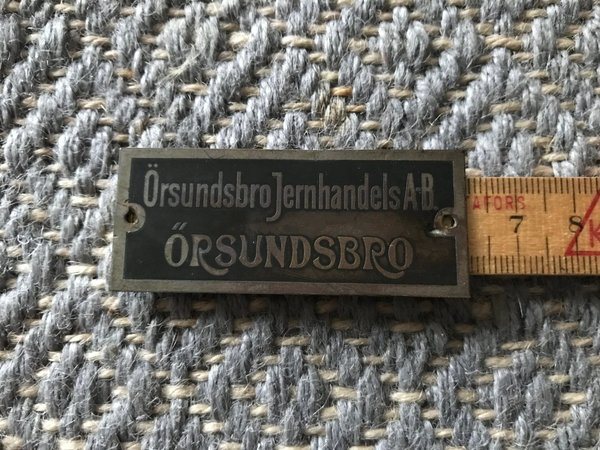 Örsundsbro Jernhandels A-B.
ÖRSUNDSBRO
AFORS
7 8